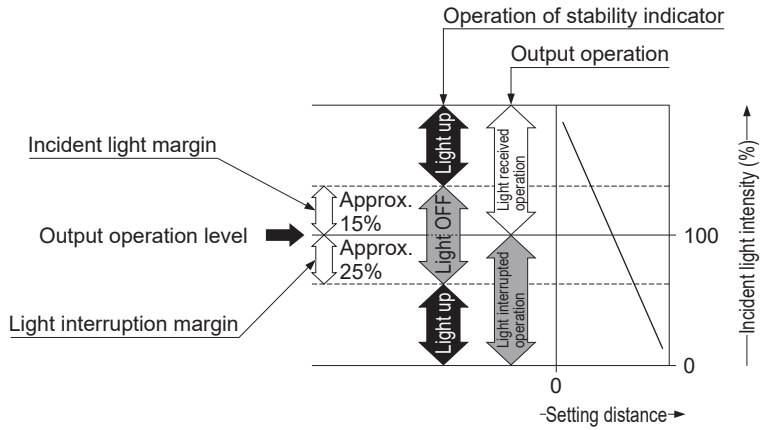 Operation of stability indicator
Output operation
Incident light margin
Output operation level
Light interruption margin
Approx.
15%
Approx.
25%
Light up
Light OFF
Light up
Light received
operation
Light interrupted
operation
100
0
Incident light intensity (%)
0
Setting distance